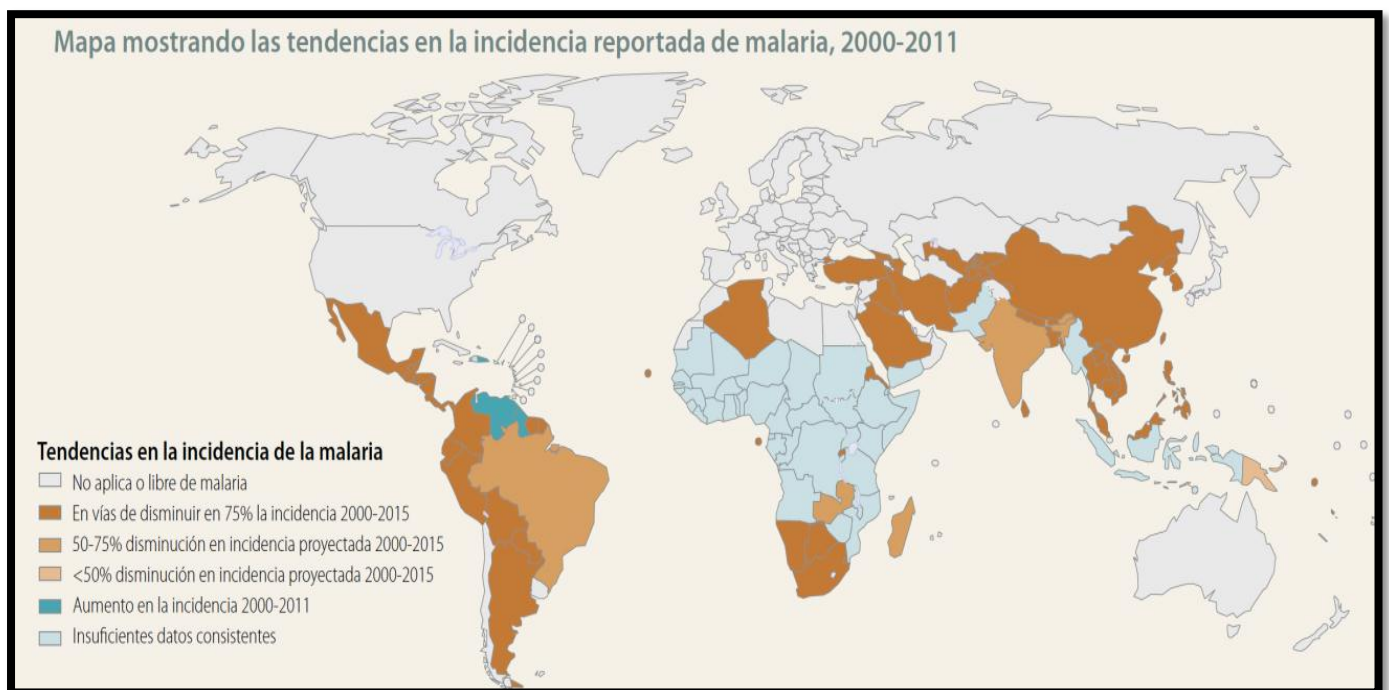 Mapa mostrando las tendencias en la incidencia reportada de malaria, 2000-2011
Tendencias en la incidencia de la malaria
No aplica o libre de malaria
En vías de disminuir en 75% la incidencia 2000-2015
50-75% disminución en incidencia proyectada 2000-2015
<50% disminución en incidencia proyectada 2000-2015
Aumento en la incidencia 2000-2011
Insuficientes datos consistentes